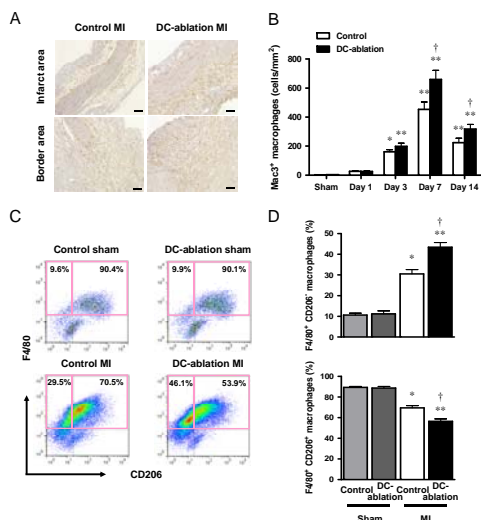 A
Control MI
DC-ablation MI
Infarct area
Border area
B
Control
DC-ablation
Mac3+ macrophages (cells/mm²)
800
600
400
200
0
*
**
**
**
†
**
**
†
Sham
Day 1
Day 3
Day 7
Day 14
C
Control sham
DC-ablation sham
9.6%
90.4%
9.9%
90.1%
Control MI
DC-ablation MI
29.5%
70.5%
46.1%
53.9%
F4/80
CD206
D
F4/80+ CD206- macrophages (%)
50
40
30
20
10
0
*
†
**
F4/80+ CD206+ macrophages (%)
100
80
60
40
20
0
*
†
**
Control
DC-ablation
Control
DC-ablation
Sham
MI